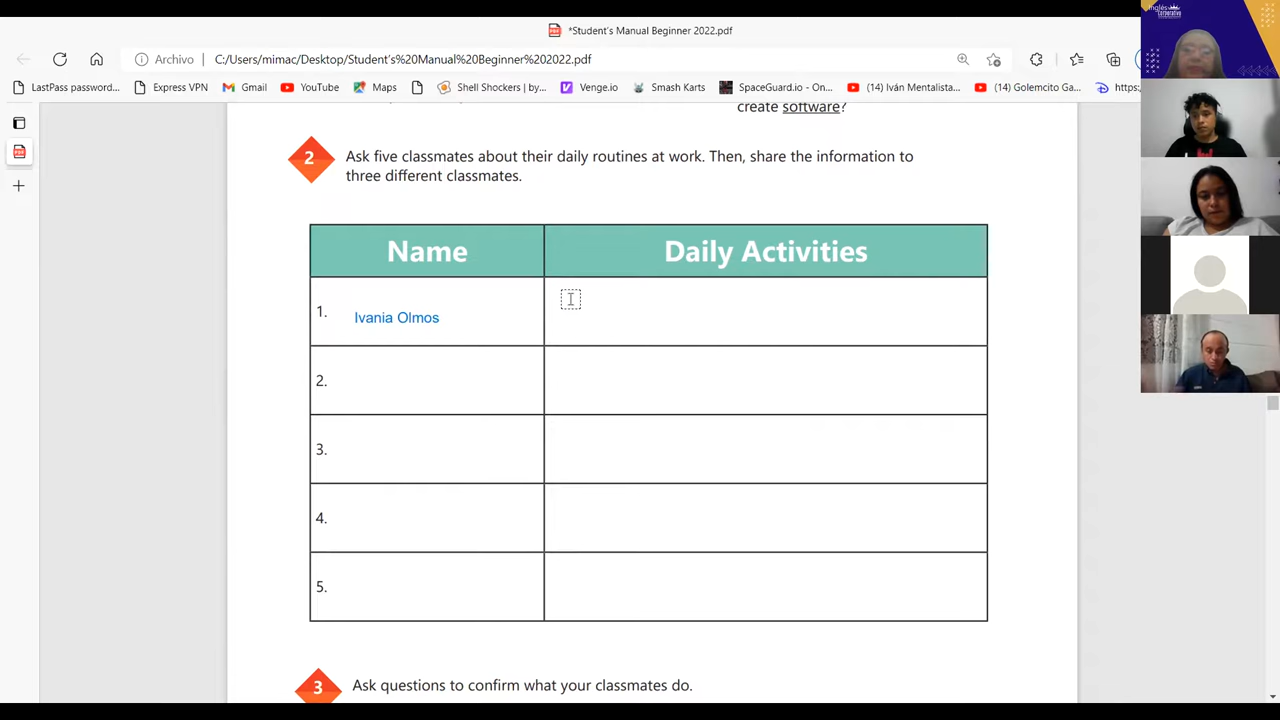 *Student's Manual Beginner 2022.pdf
Archivo
C:/Users/mimac/Desktop/Student's%20Manual%20Beginner%202022.pdf
LastPass password...
Express VPN
Gmail
YouTube
Maps
Shell Shockers | by...
Venge.io
Smash Karts
SpaceGuard.io - On...
(14) Iván Mentalista...
(14) Golemcito Ga...
https:
Inglés
corporativo
create software?
2
Ask five classmates about their daily routines at work. Then, share the information to
three different classmates.
Name
Daily Activities
1.
Ivania Olmos
2.
3.
4.
5.
3
Ask questions to confirm what your classmates do.